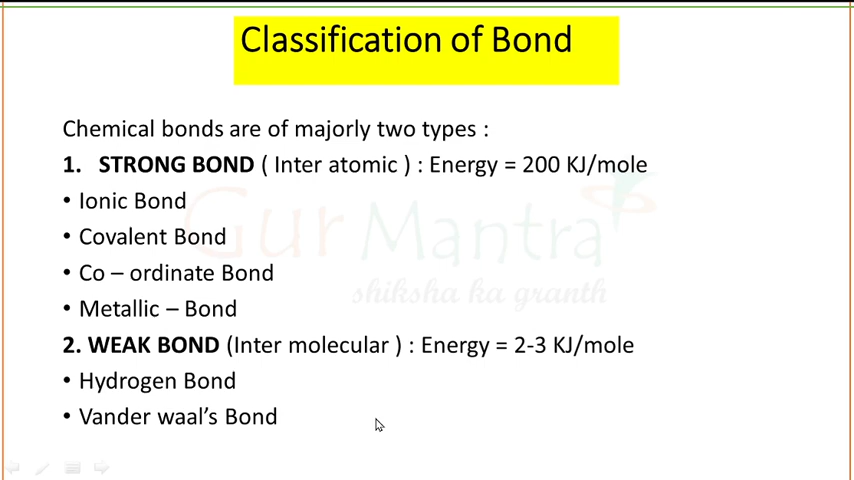 Classification of Bond
Chemical bonds are of majorly two types :
1. STRONG BOND ( Inter atomic ) : Energy = 200 KJ/mole
• Ionic Bond
• Covalent Bond
• Co – ordinate Bond
• Metallic – Bond
2. WEAK BOND (Inter molecular ) : Energy = 2-3 KJ/mole
• Hydrogen Bond
• Vander waal's Bond
Gur Mantra
shiksha ka granth